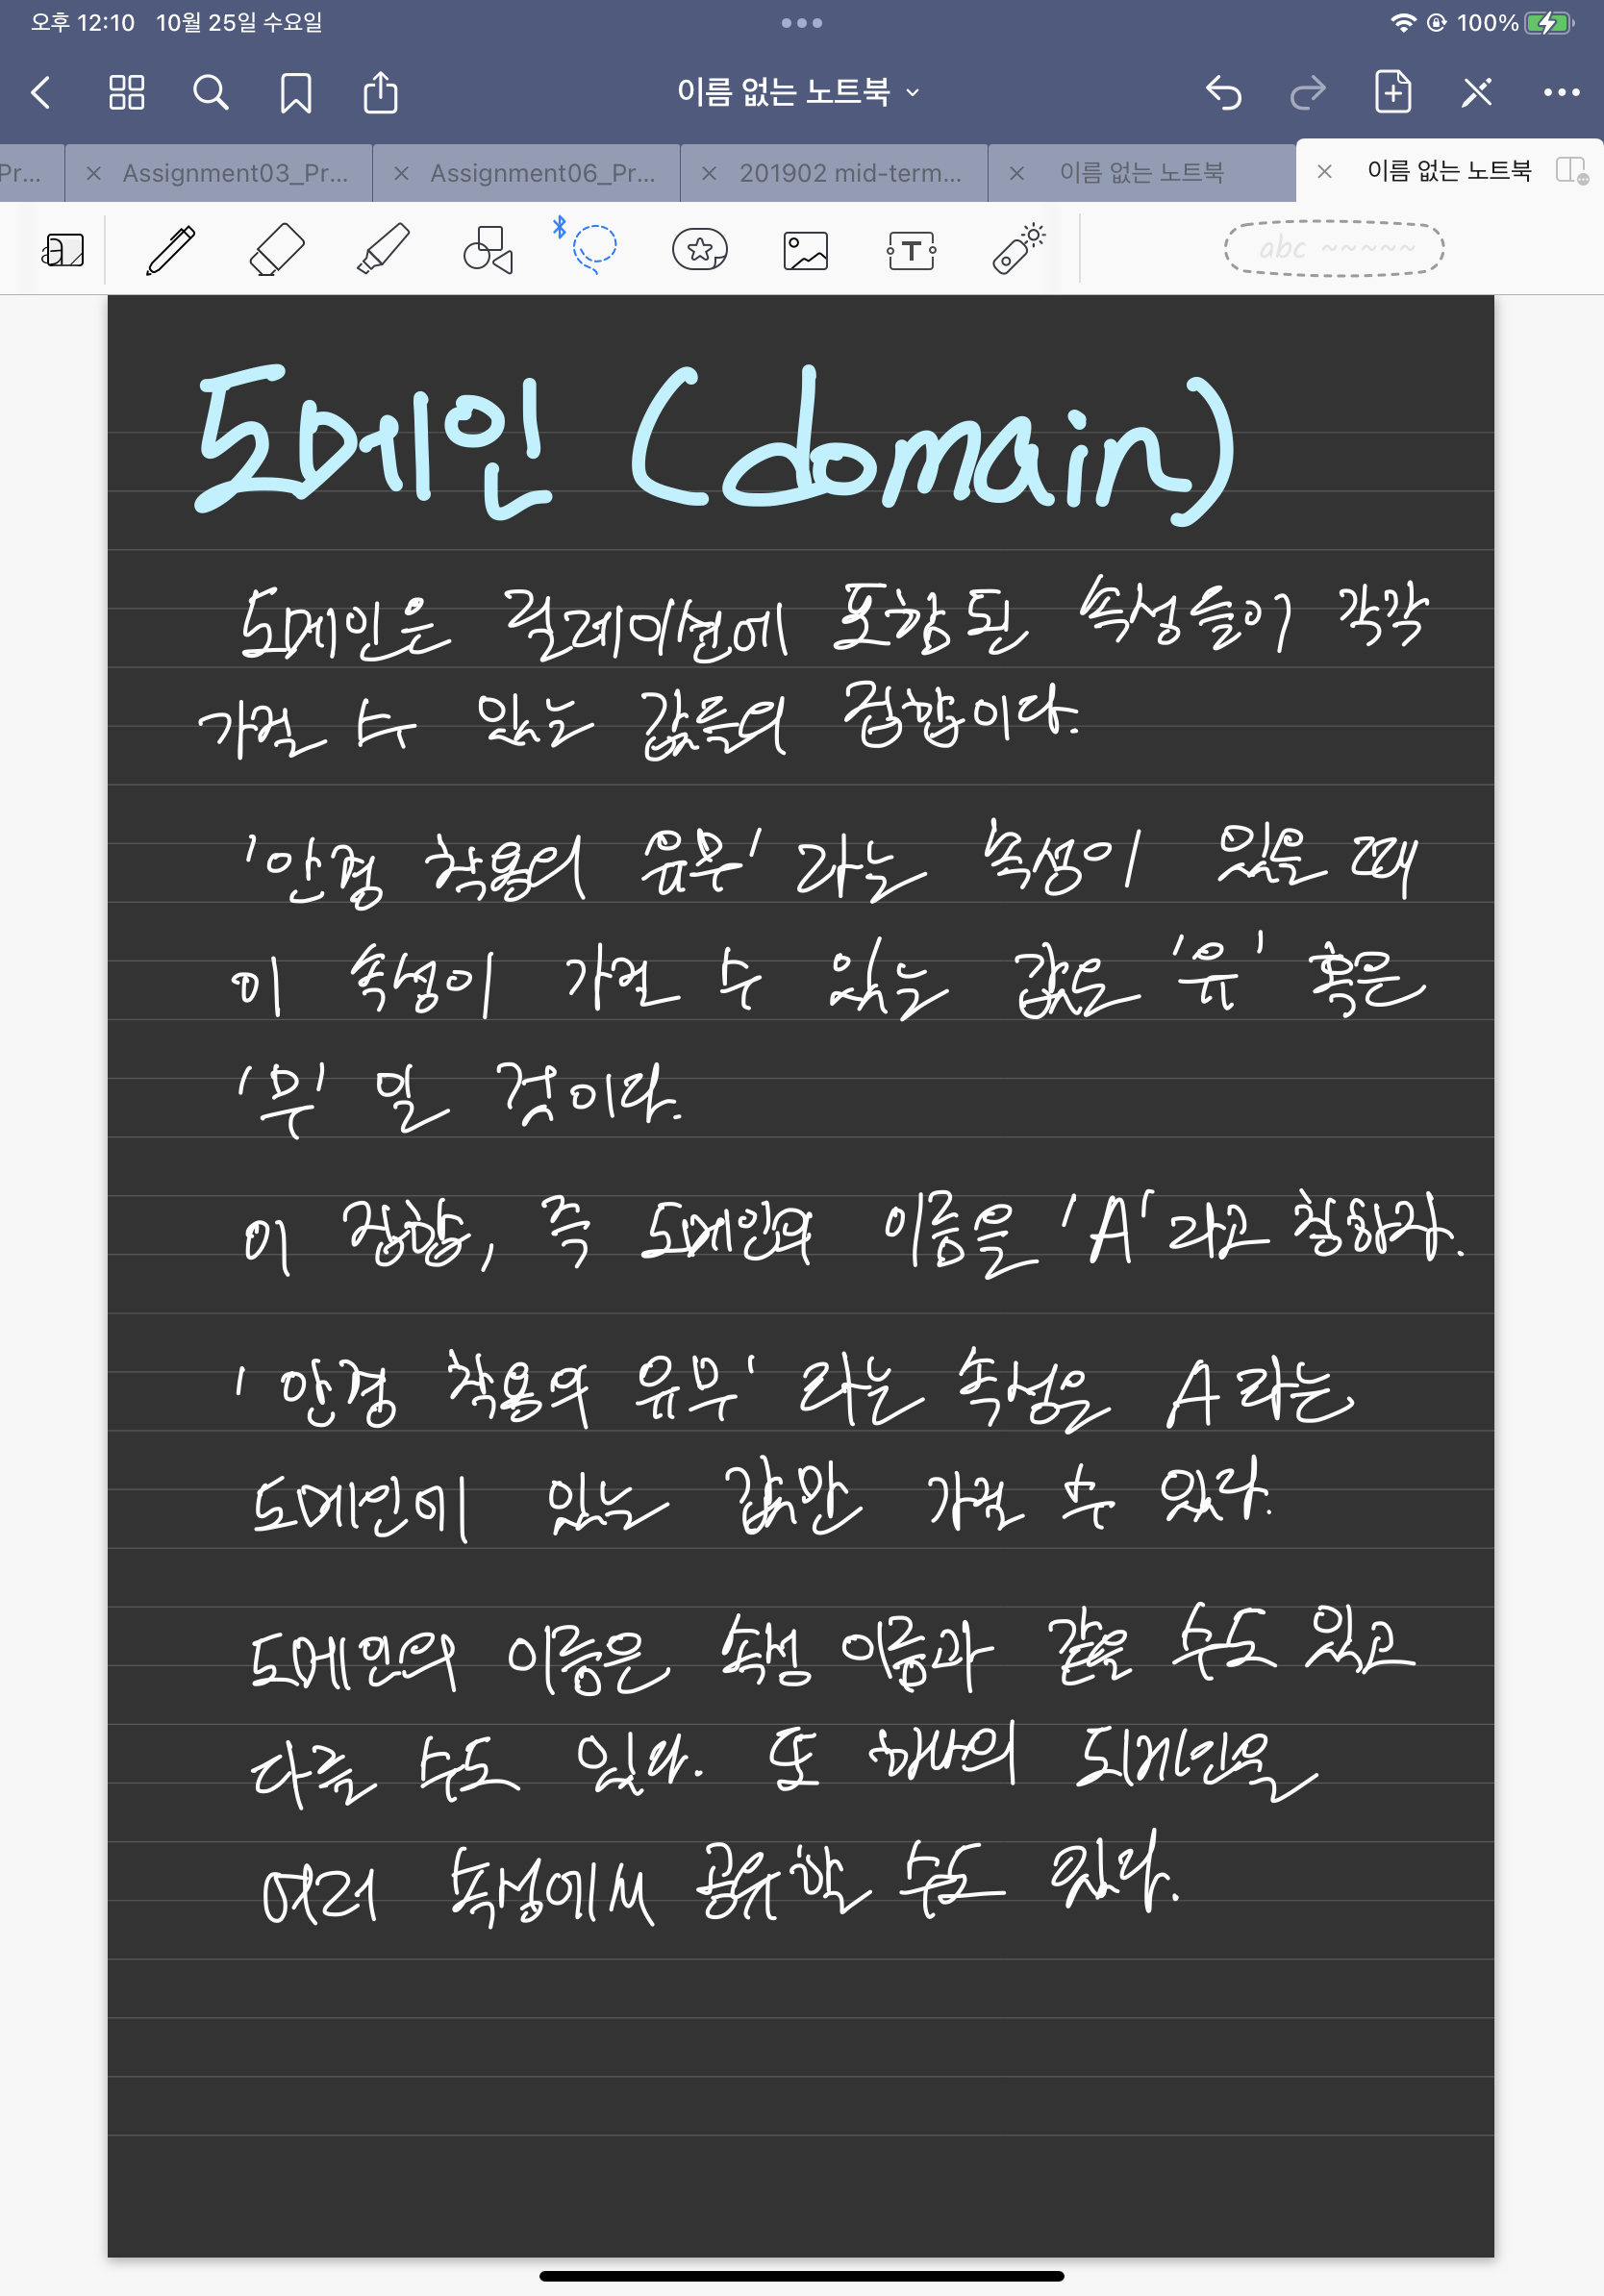 오후 12:10 10월 25일 수요일 100%
이름 없는 노트북
Pr... Assignment03_Pr... Assignment06_Pr... 201902 mid-term... 이름 없는 노트북 이름 없는 노트북
T abc ~~~~~
도메인 (domain)
도메인은 릴레이션에 포함된 속성들이 각각
가질 수 있는 값들의 집합이다.
'안경 착용의 유무' 라는 속성이 있을 때
이 속성이 가질 수 있는 값은 '유' 혹은
'무' 일 것이다.
이 집합, 즉 도메인의 이름을 'A'라고 칭하자.
'안경 착용의 유무' 라는 속성은 A라는
도메인에 있는 값만 가질 수 있다.
도메인의 이름은 속성 이름과 같을 수도 있고
다를 수도 있다. 또 하나의 도메인을
여러 속성에서 공유할 수도 있다.